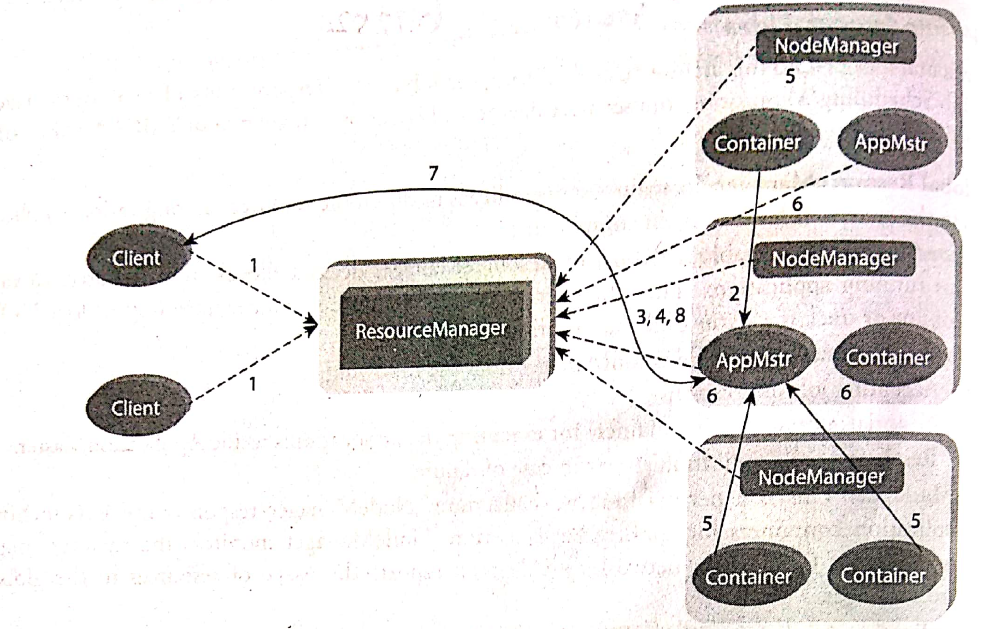 NodeManager
5
Container
AppMstr
7
6
Client
1
NodeManager
ResourceManager
2
3, 4, 8
AppMstr
Container
6
6
1
Client
NodeManager
5
5
Container
Container